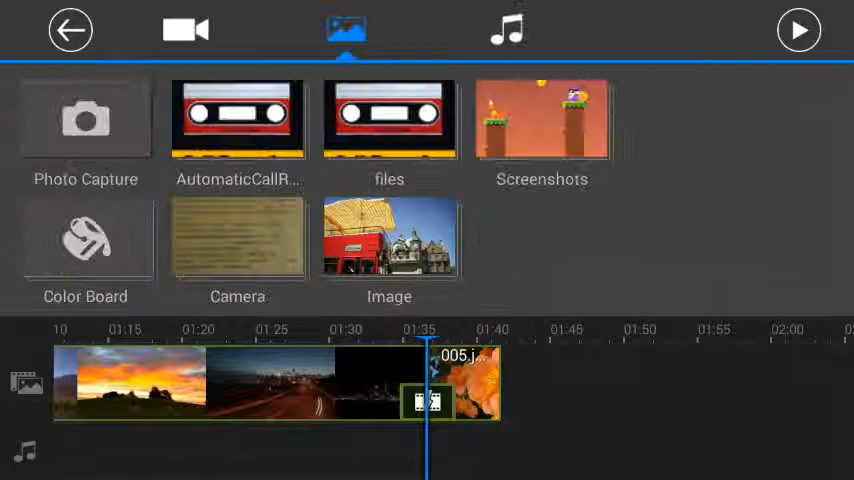 Photo Capture
AutomaticCallR...
files
Screenshots
Color Board
Camera
Image
10 01:15 01:20 01:25 01:30 01:35 01:40 01:45 01:50 01:55 02:00
005.j...